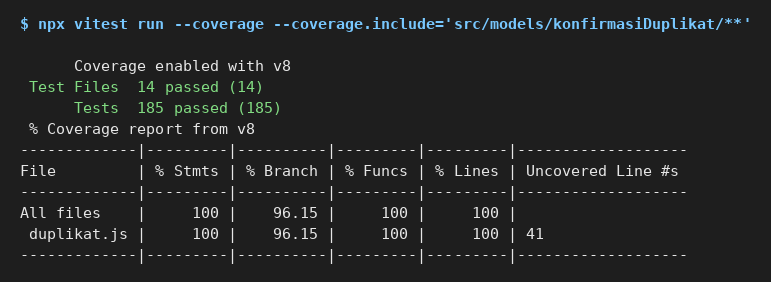 $ npx vitest run --coverage --coverage.include='src/models/konfirmasiDuplikat/**'
Coverage enabled with v8
Test Files  14 passed (14)
Tests  185 passed (185)
% Coverage report from v8
-------------|---------|----------|---------|---------|-------------------
File         | % Stmts | % Branch | % Funcs | % Lines | Uncovered Line #s
-------------|---------|----------|---------|---------|-------------------
All files    |     100 |    96.15 |     100 |     100 |
 duplikat.js |     100 |    96.15 |     100 |     100 | 41
-------------|---------|----------|---------|---------|-------------------